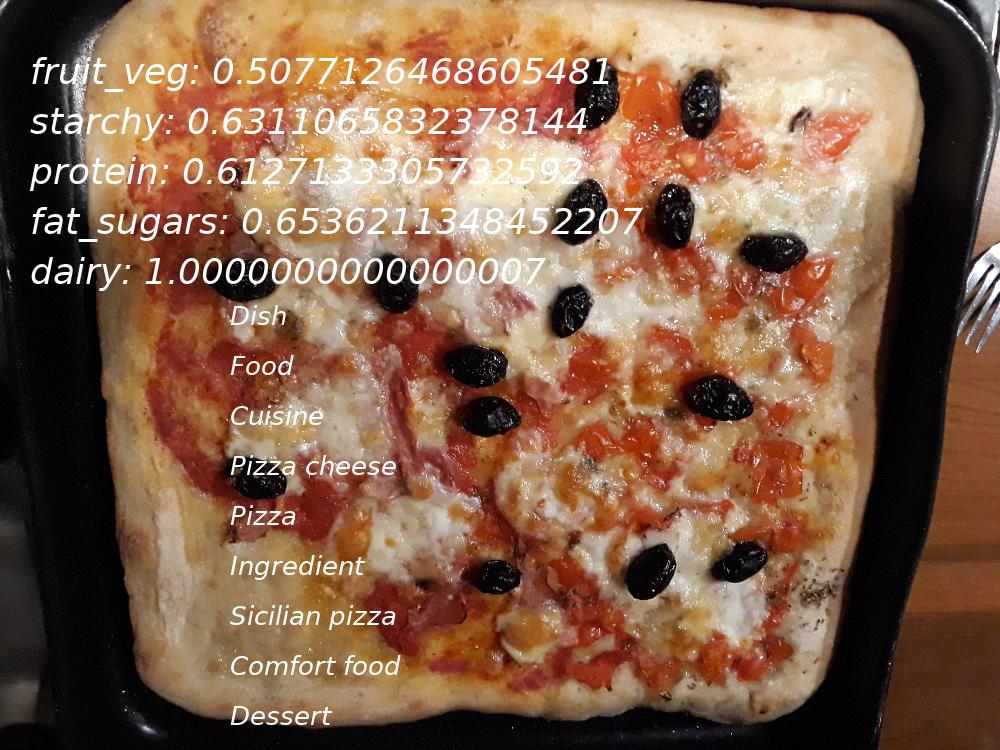 fruit_veg: 0.5077126468605481
starchy: 0.6311065832378144
protein: 0.6127133305732592
fat_sugars: 0.6536211348452207
dairy: 1.0000000000000007
Dish
Food
Cuisine
Pizza cheese
Pizza
Ingredient
Sicilian pizza
Comfort food
Dessert